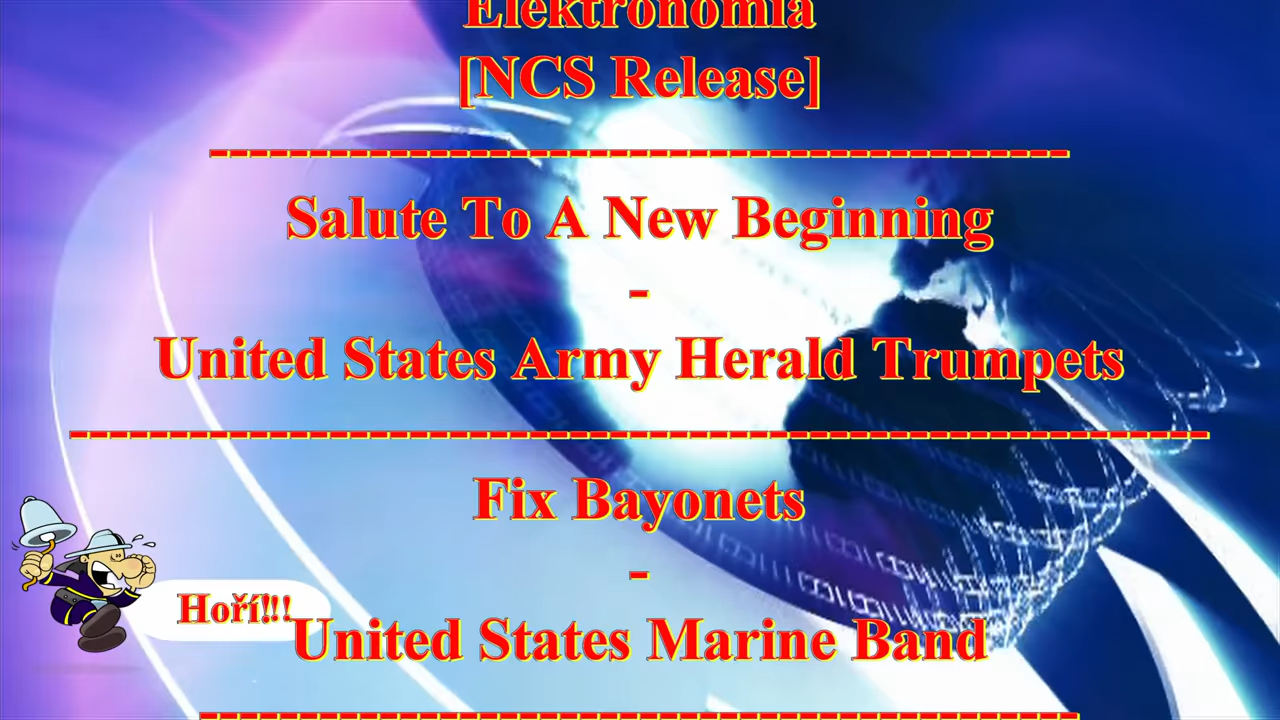 Elektronomia
[NCS Release]
-------------------------------------------
Salute To A New Beginning
-
United States Army Herald Trumpets
---------------------------------------------------------
Fix Bayonets
-
Hoří!!!
United States Marine Band
--------------------------------------------